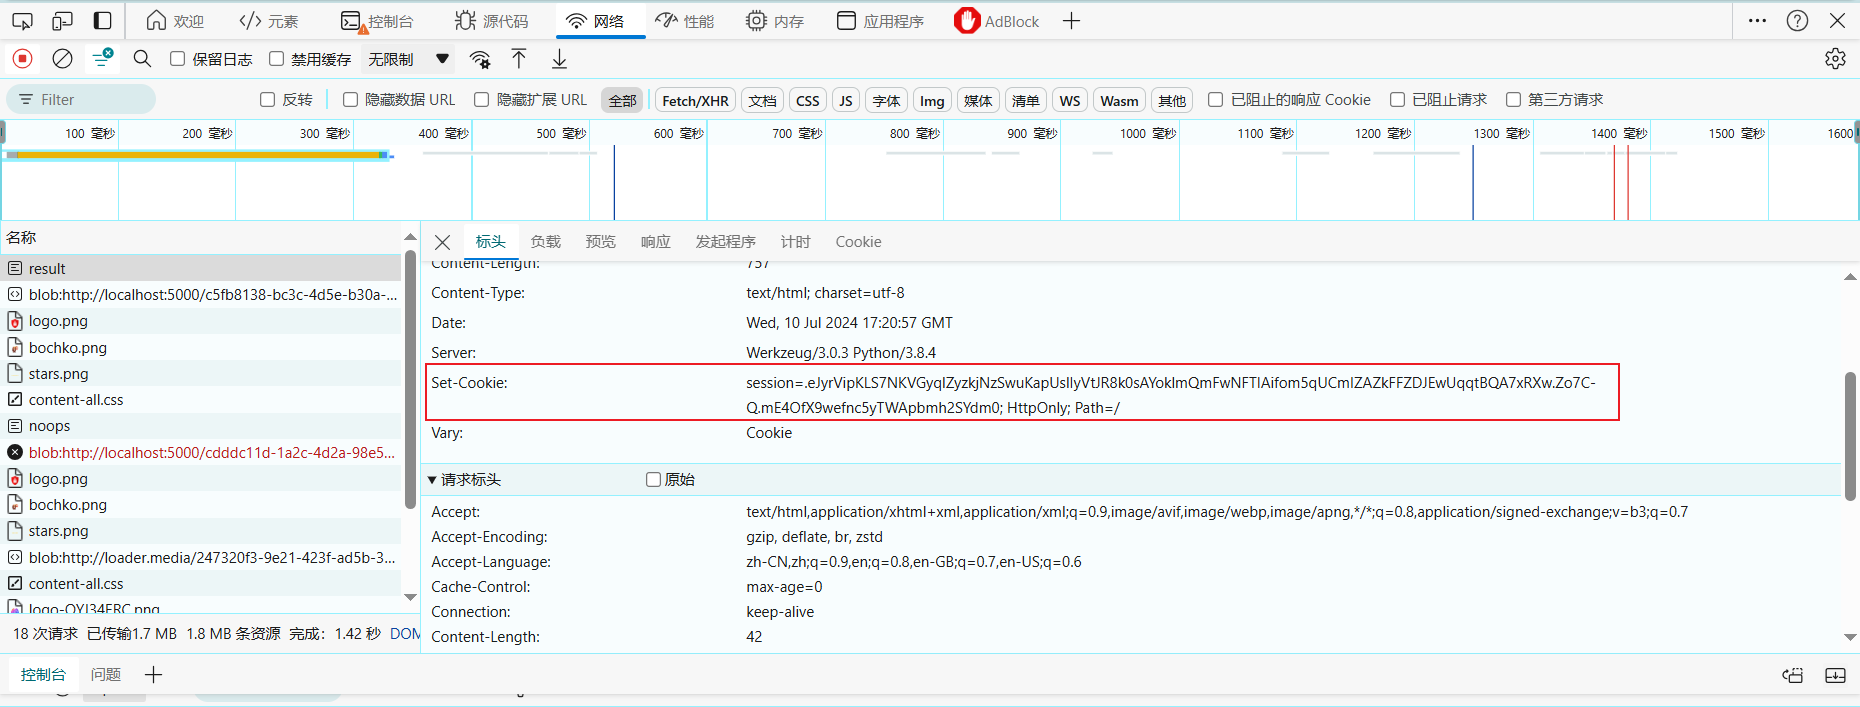 欢迎 元素 控制台 源代码 网络 性能 内存 应用程序 AdBlock
保留日志 禁用缓存 无限制
Filter 反转 隐藏数据 URL 隐藏扩展 URL 全部 Fetch/XHR 文档 CSS JS 字体 Img 媒体 清单 WS Wasm 其他 已阻止的响应 Cookie 已阻止请求 第三方请求
100 毫秒 200 毫秒 300 毫秒 400 毫秒 500 毫秒 600 毫秒 700 毫秒 800 毫秒 900 毫秒 1000 毫秒 1100 毫秒 1200 毫秒 1300 毫秒 1400 毫秒 1500 毫秒 1600
名称
result
blob:http://localhost:5000/c5fb8138-bc3c-4d5e-b30a-...
logo.png
bochko.png
stars.png
content-all.css
noops
blob:http://localhost:5000/cdddc11d-1a2c-4d2a-98e5...
logo.png
bochko.png
stars.png
blob:http://loader.media/247320f3-9e21-423f-ad5b-3...
content-all.css
18 次请求 已传输1.7 MB 1.8 MB 条资源 完成: 1.42 秒 DOM
标头 负载 预览 响应 发起程序 计时 Cookie
Content-Length: 757
Content-Type: text/html; charset=utf-8
Date: Wed, 10 Jul 2024 17:20:57 GMT
Server: Werkzeug/3.0.3 Python/3.8.4
Set-Cookie: session=.eJyrVipKLS7NKVGyqlZyzkjNzSwuKapUslIyVtJR8k0sAYokImQmFwNFTIAifom5qUCmIZAZkFFZDJEwUqqtBQA7xRXw.Zo7C-
Q.mE4OfX9wefnc5yTWApbmh2SYdm0; HttpOnly; Path=/
Vary: Cookie
请求标头 原始
Accept: text/html,application/xhtml+xml,application/xml;q=0.9,image/avif,image/webp,image/apng,*/*;q=0.8,application/signed-exchange;v=b3;q=0.7
Accept-Encoding: gzip, deflate, br, zstd
Accept-Language: zh-CN,zh;q=0.9,en;q=0.8,en-GB;q=0.7,en-US;q=0.6
Cache-Control: max-age=0
Connection: keep-alive
Content-Length: 42
控制台 问题